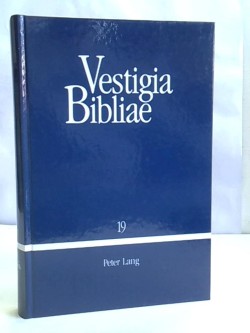 Vestigia
Bibliae
19
Peter Lang